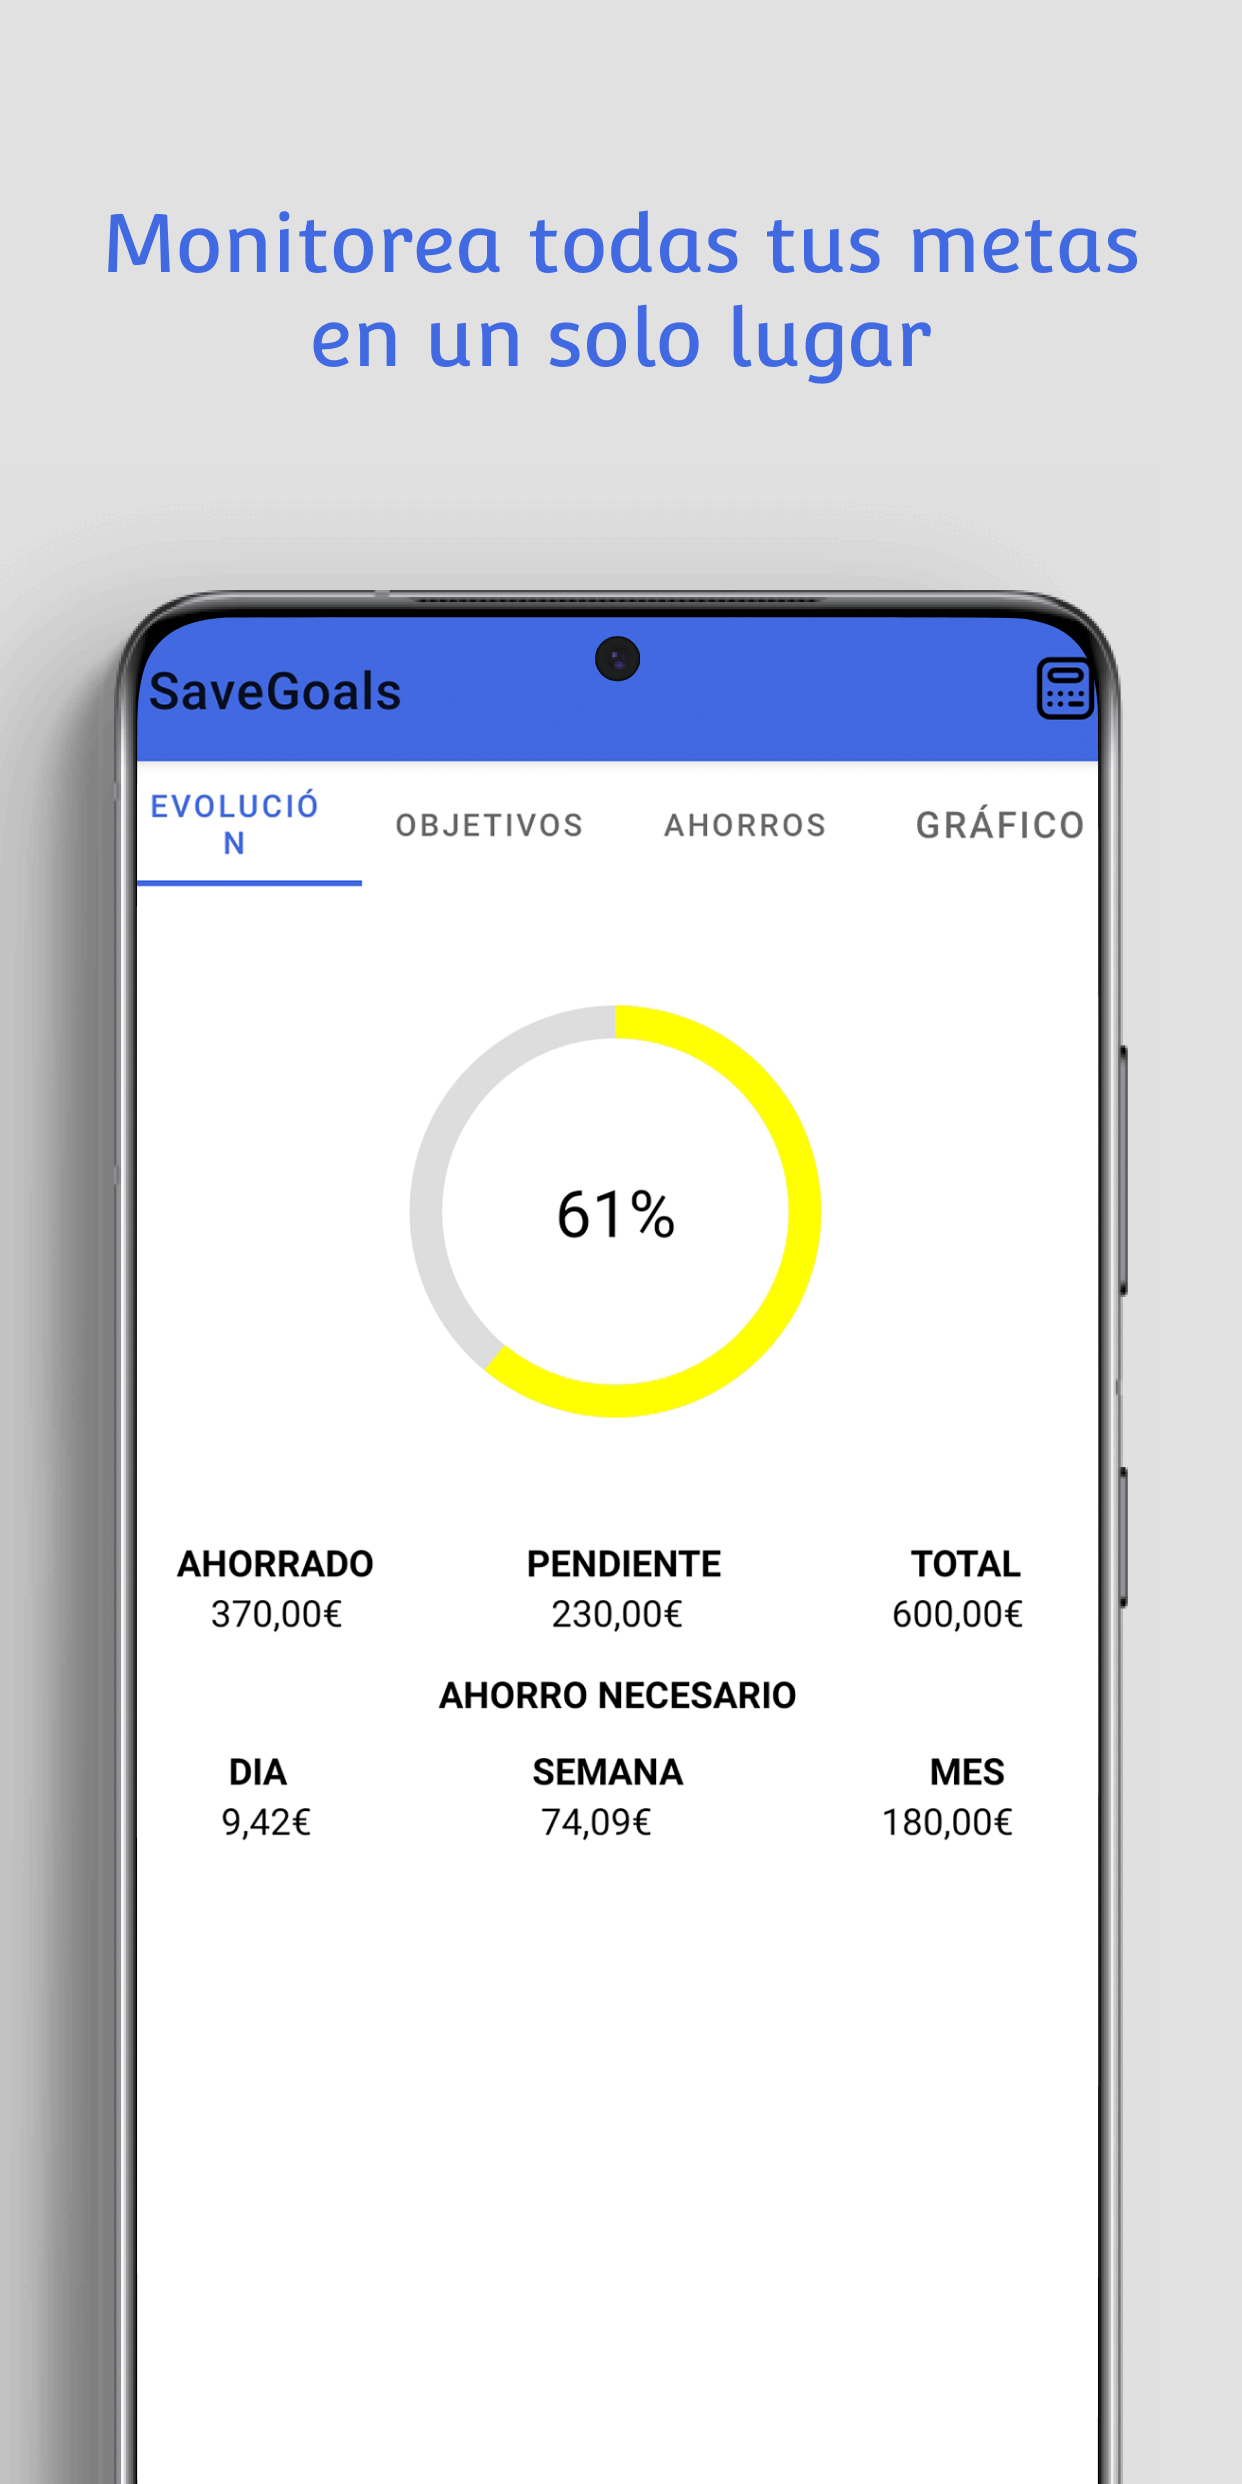 Monitorea todas tus metas
en un solo lugar
SaveGoals
EVOLUCIÓ
N
OBJETIVOS
AHORROS
GRÁFICO
61%
AHORRADO PENDIENTE TOTAL
370,00€ 230,00€ 600,00€
AHORRO NECESARIO
DIA SEMANA MES
9,42€ 74,09€ 180,00€